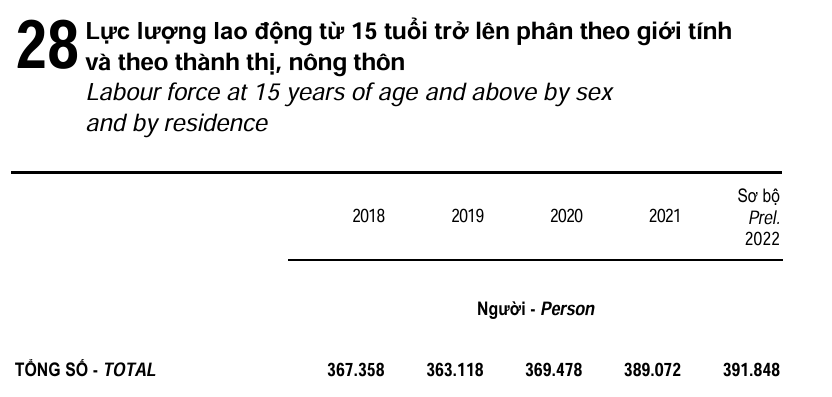 28 Lực lượng lao động từ 15 tuổi trở lên phân theo giới tính
và theo thành thị, nông thôn
Labour force at 15 years of age and above by sex
and by residence
2018 2019 2020 2021 Sơ bộ
Prel.
2022
Người - Person
TỔNG SỐ - TOTAL 367.358 363.118 369.478 389.072 391.848